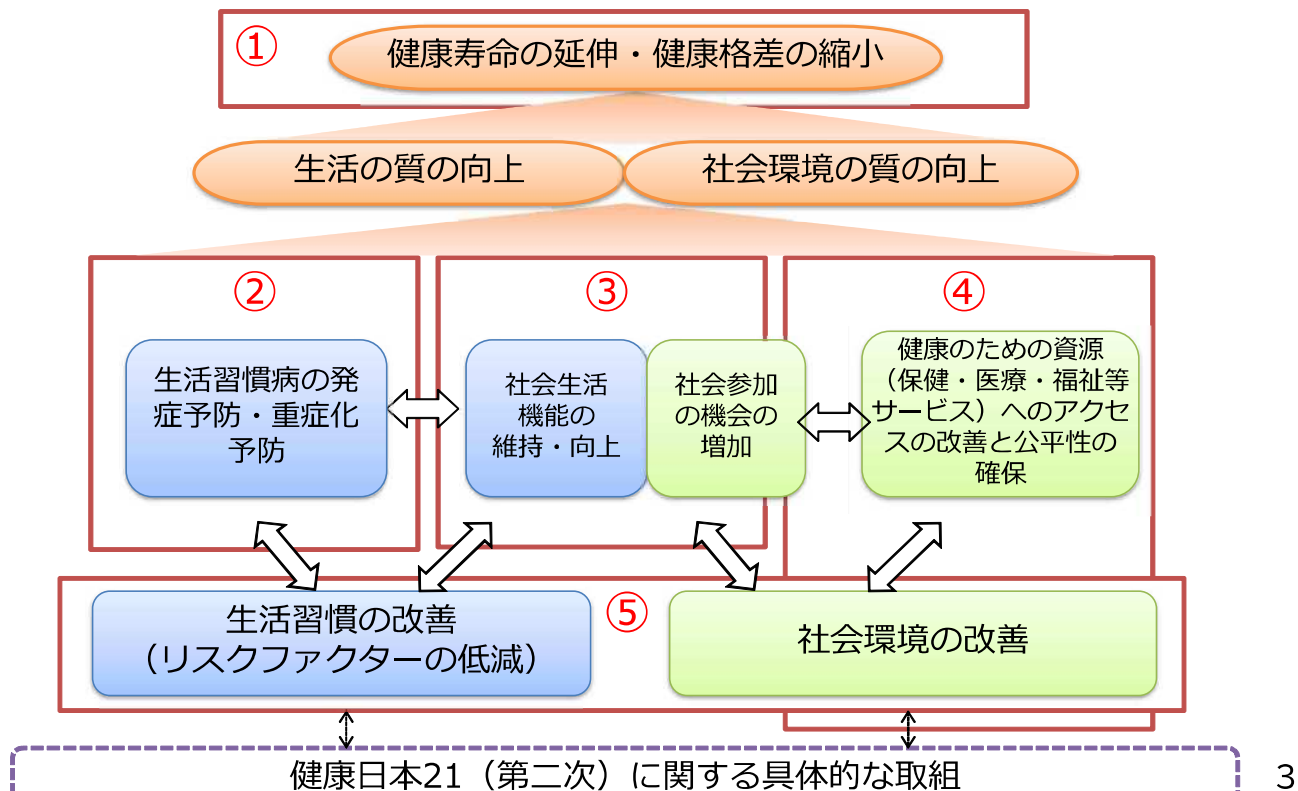 ①
健康寿命の延伸・健康格差の縮小
生活の質の向上
社会環境の質の向上
②
③
④
生活習慣病の発
症予防・重症化
予防
社会生活
機能の
維持・向上
社会参加
の機会の
増加
健康のための資源
（保健・医療・福祉等
サービス）へのアクセ
スの改善と公平性の
確保
⑤
生活習慣の改善
（リスクファクターの低減）
社会環境の改善
健康日本21（第二次）に関する具体的な取組
3